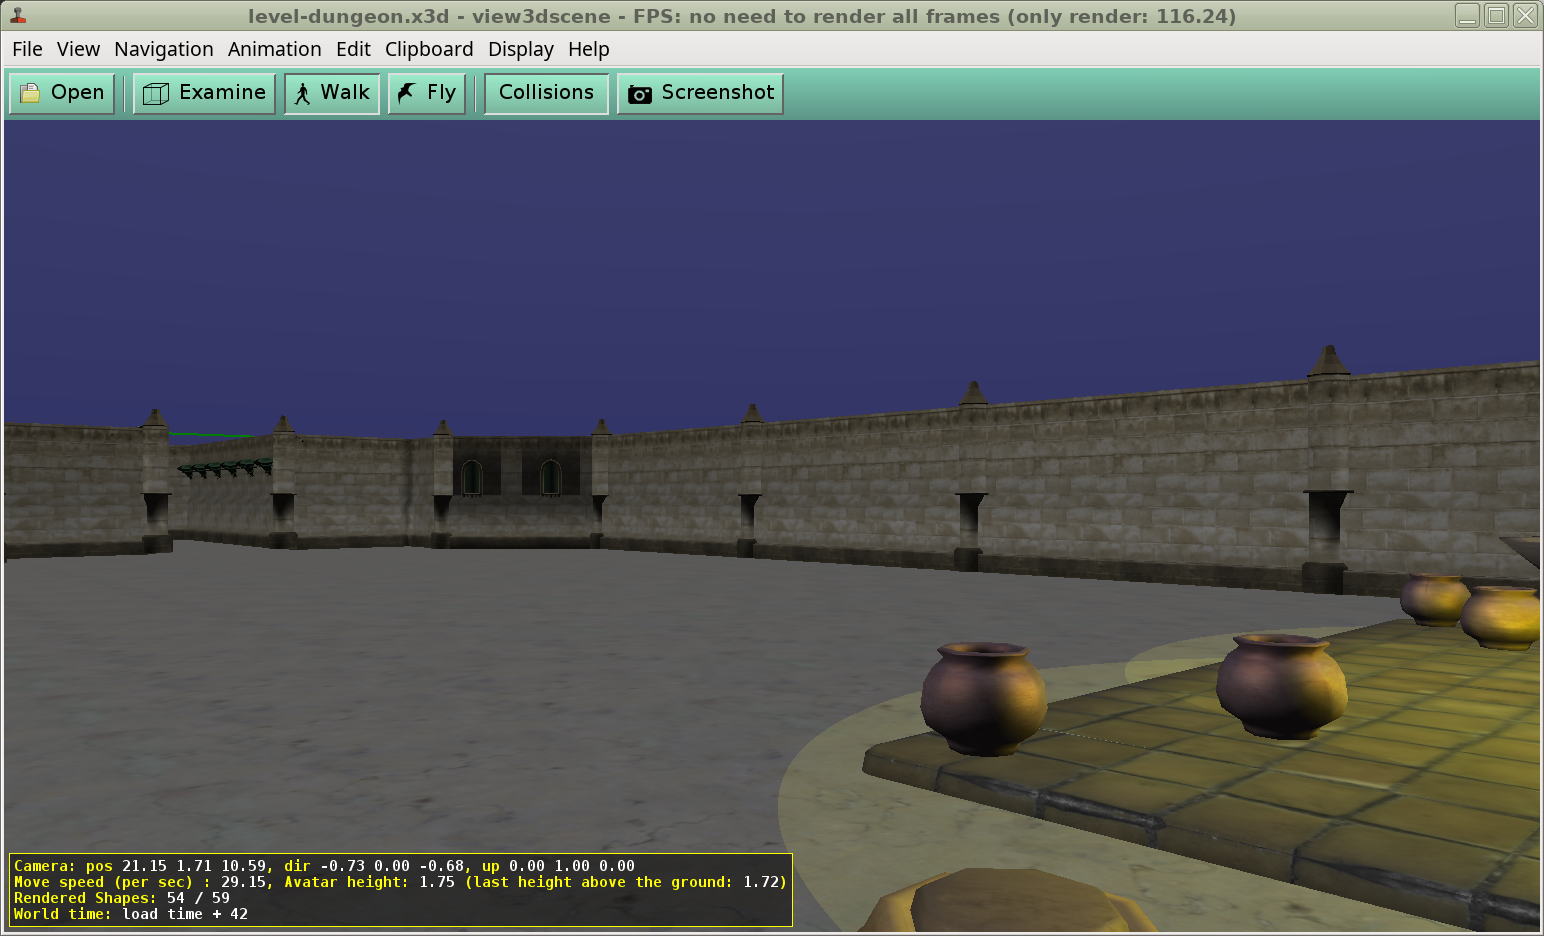 level-dungeon.x3d - view3dscene - FPS: no need to render all frames (only render: 116.24)
File View Navigation Animation Edit Clipboard Display Help
Open Examine Walk Fly Collisions Screenshot
Camera: pos 21.15 1.71 10.59, dir -0.73 0.00 -0.68, up 0.00 1.00 0.00
Move speed (per sec) : 29.15, Avatar height: 1.75 (last height above the ground: 1.72)
Rendered Shapes: 54 / 59
World time: load time + 42